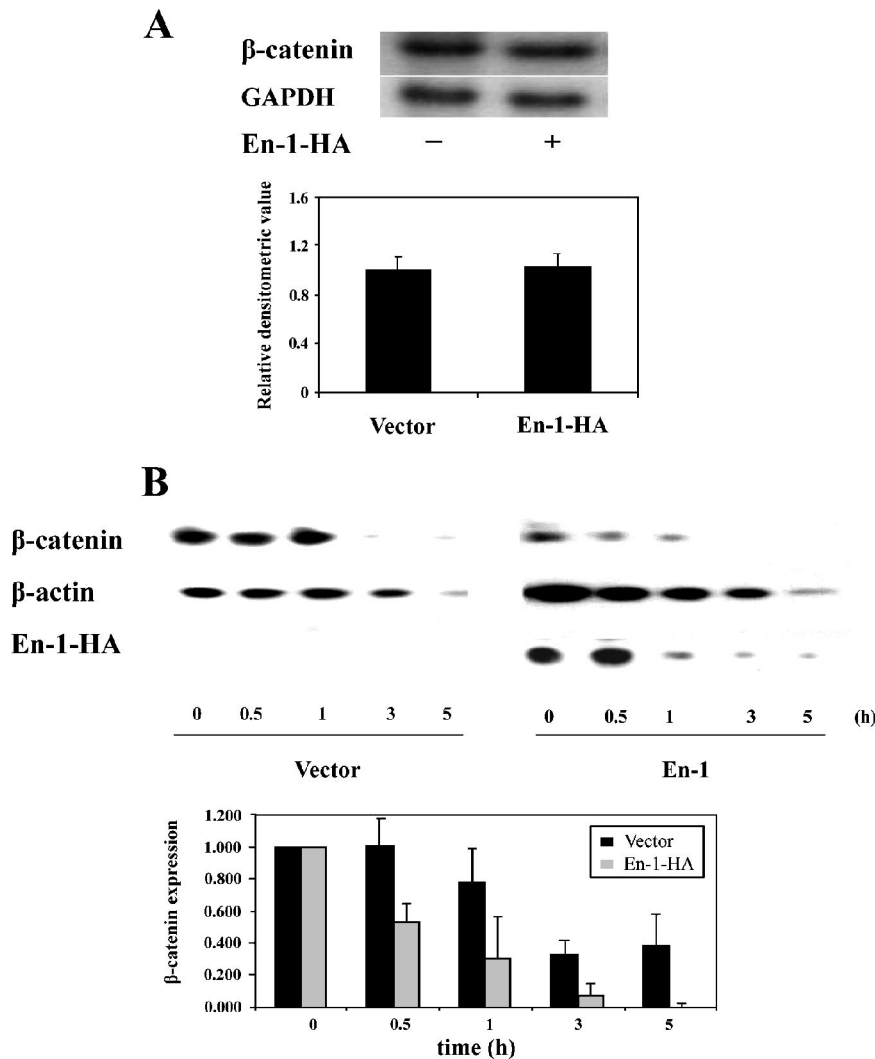 A
β-catenin
GAPDH
En-1-HA − +
Relative densitometric value
1.6
1.2
0.8
0.4
0
Vector En-1-HA
B
β-catenin
β-actin
En-1-HA
0 0.5 1 3 5 0 0.5 1 3 5 (h)
Vector En-1
β-catenin expression
1.200
1.000
0.800
0.600
0.400
0.200
0.000
Vector
En-1-HA
0 0.5 1 3 5
time (h)